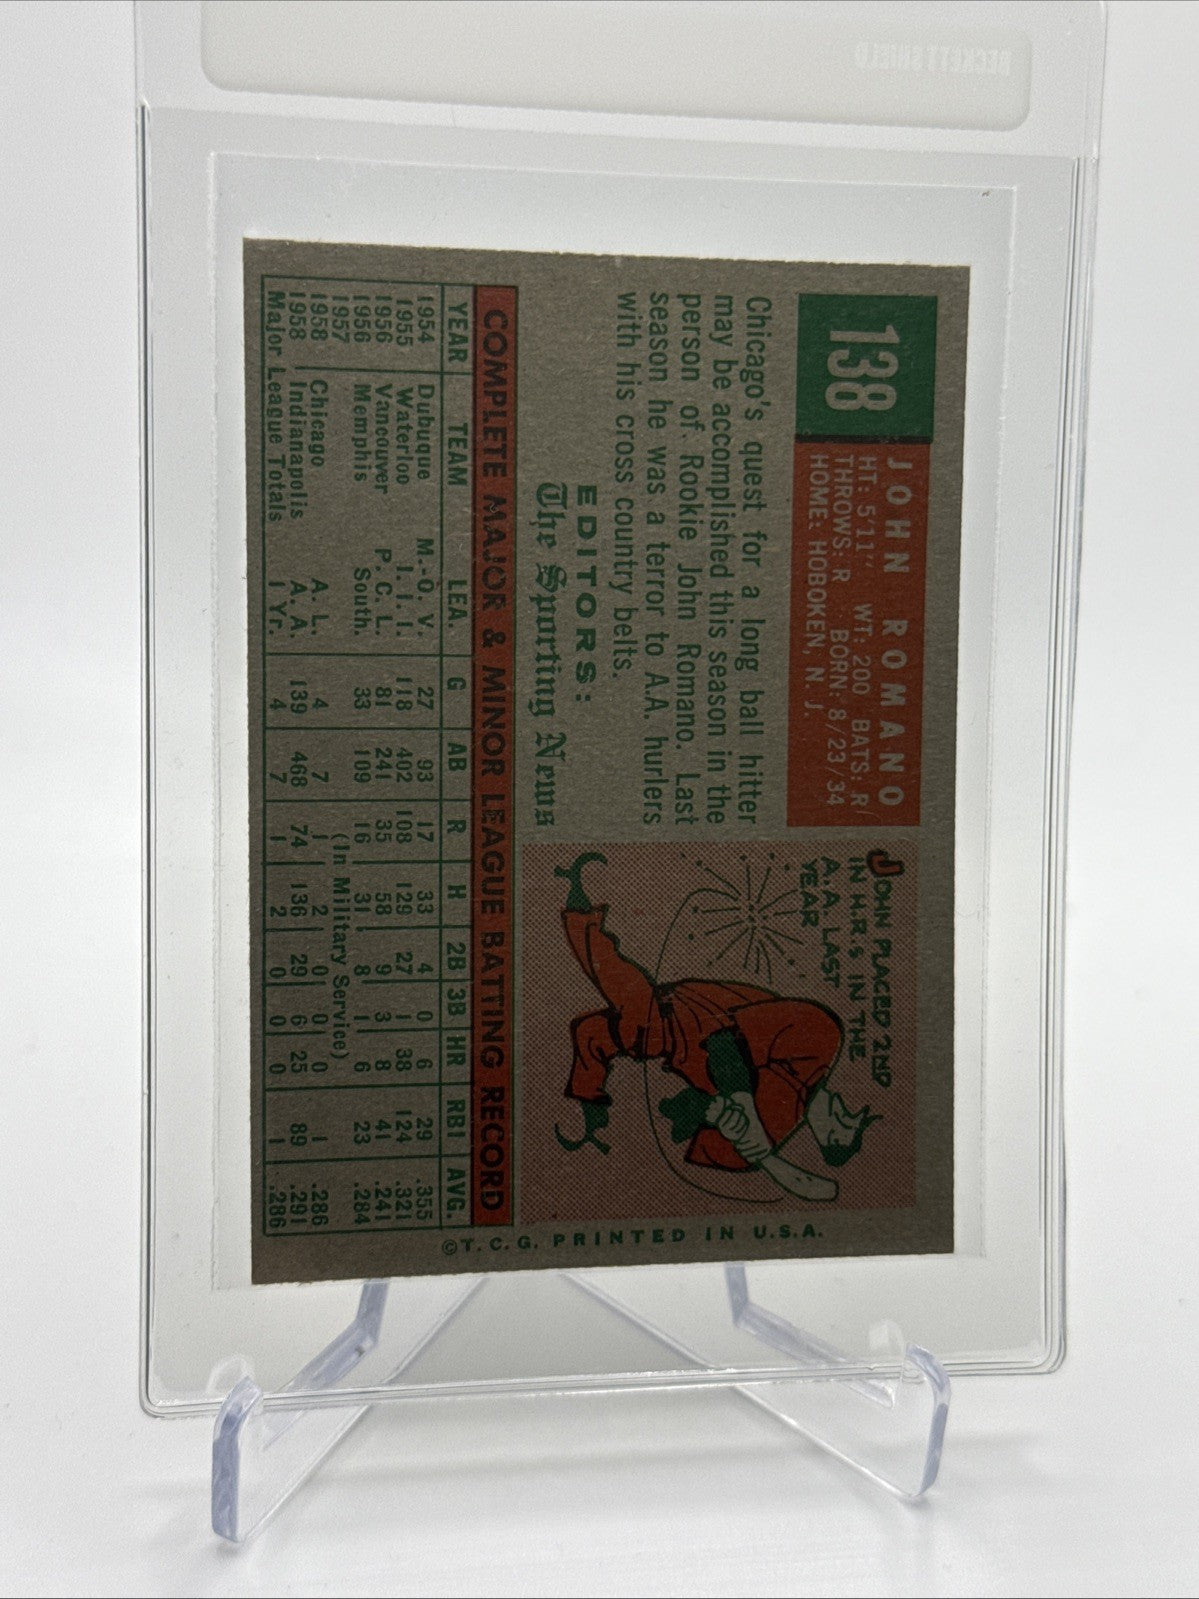 BECKETT SHIELD
138
JOHN ROMANO
HT: 5'11" WT: 200 BATS: R
THROWS: R BORN: 8/23/34
HOME: HOBOKEN, N. J.
Chicago's quest for a long ball hitter
may be accomplished this season in the
person of Rookie John Romano. Last
season he was a terror to A.A. hurlers
with his cross country belts.
EDITORS:
The Sporting News
JOHN PLACED 2ND
IN H.R.s IN THE
A.A. LAST
YEAR
COMPLETE MAJOR & MINOR LEAGUE BATTING RECORD
YEAR TEAM LEA. G AB R H 2B 3B HR RBI AVG.
1954 Dubuque M.-O. V. 27 93 17 33 4 0 6 29 .355
1955 Waterloo I. I. I. 118 402 108 129 27 1 38 124 .321
1956 Vancouver P. C. L. 81 241 35 58 9 3 8 41 .241
1956 Memphis South. 33 109 16 31 8 1 6 23 .284
1957 (In Military Service)
1958 Chicago A. L. 4 7 1 2 0 0 0 1 .286
1958 Indianapolis A. A. 139 468 74 136 29 6 25 89 .291
Major League Totals 1 Yr. 4 7 1 2 0 0 0 1 .286
©T. C. G. PRINTED IN U.S.A.